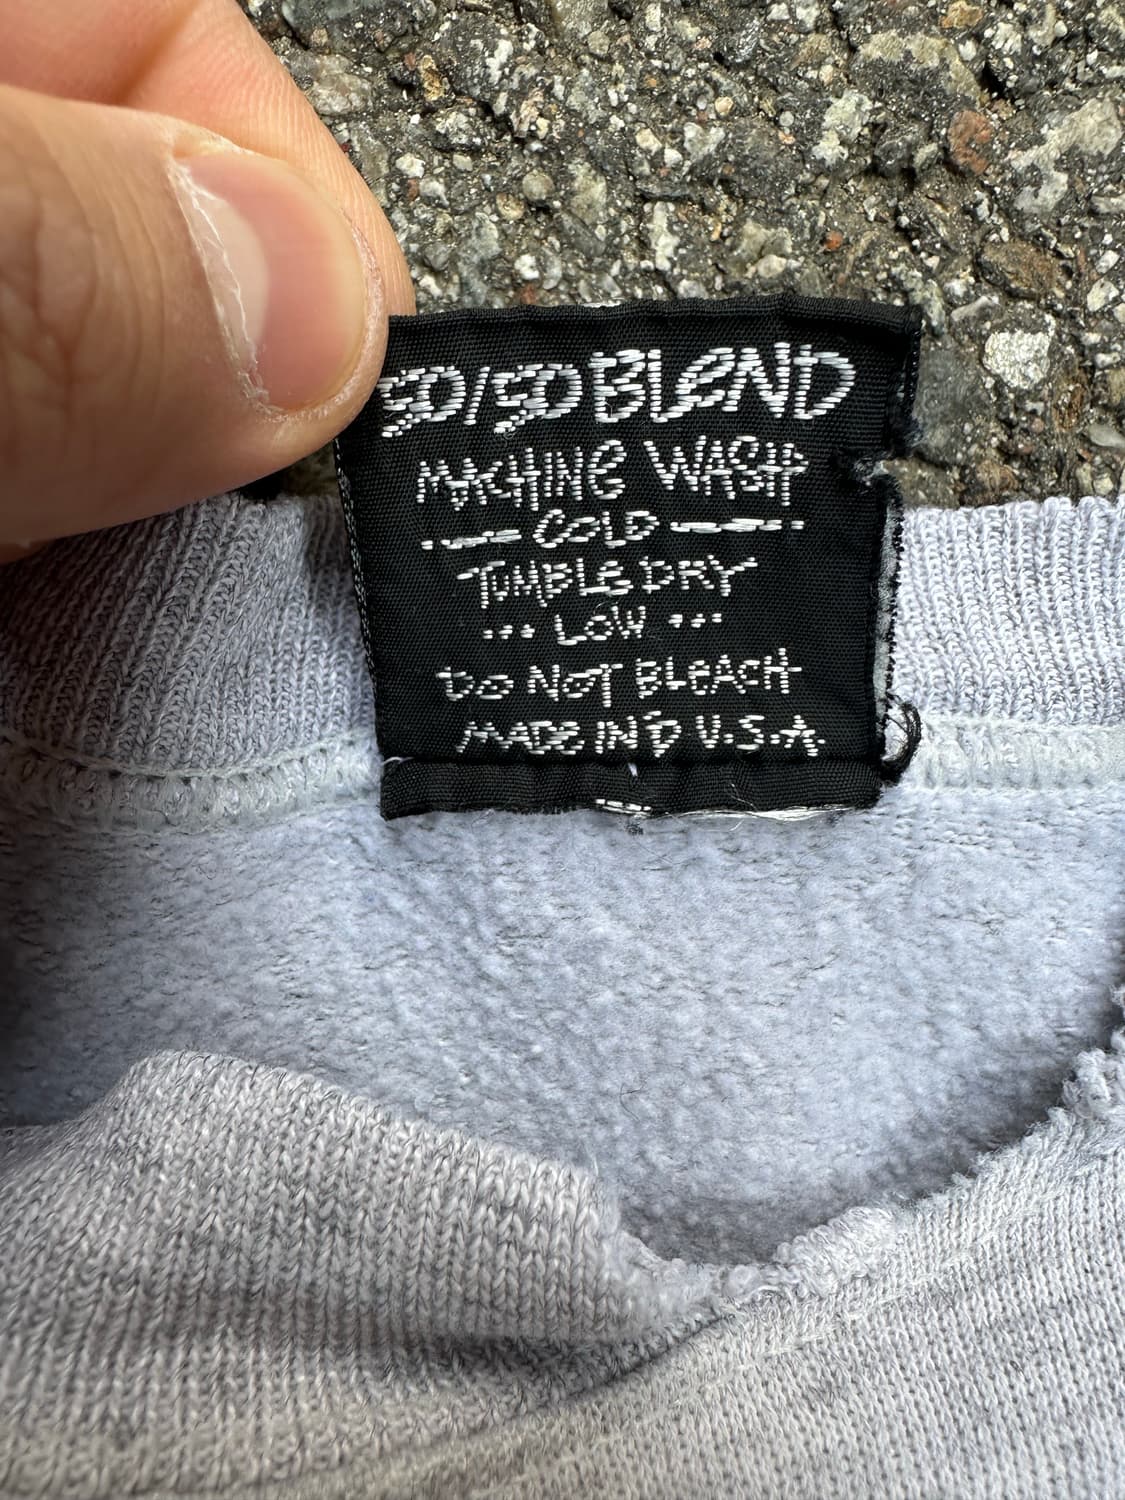 50/50 BLeND
MACHINE WASH
COLD
TUMBLe DRY
... LOW ...
Do NOT BLEACH
MADE IN D U.S.A